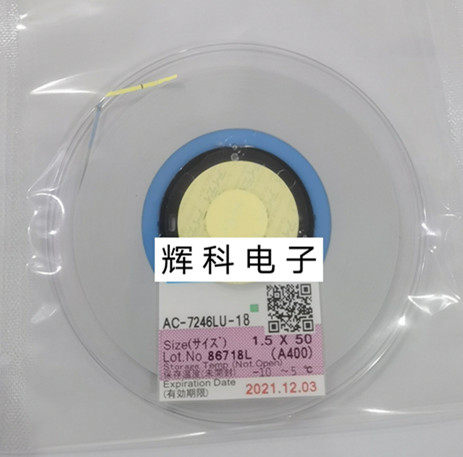 辉科电子
AC-7246LU-18
Size(サイズ) 1.5 X 50
Lot.No 86718L (A400)
Storage Temp.(Not Open)
保存温度(未開封) -10 ~ 5 ℃
Expiration Date
(有効期限) 2021.12.03